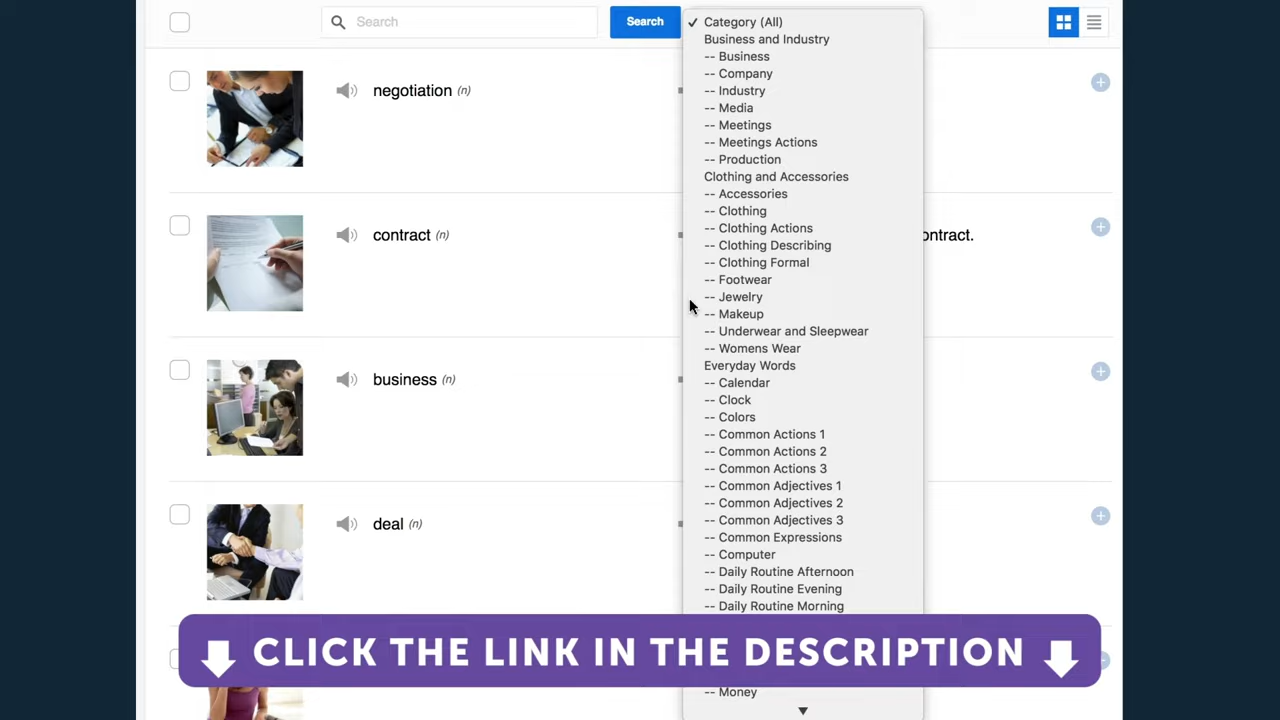 Search
Search
✓ Category (All)
Business and Industry
-- Business
-- Company
-- Industry
-- Media
-- Meetings
-- Meetings Actions
-- Production
Clothing and Accessories
-- Accessories
-- Clothing
-- Clothing Actions
-- Clothing Describing
-- Clothing Formal
-- Footwear
-- Jewelry
-- Makeup
-- Underwear and Sleepwear
-- Womens Wear
Everyday Words
-- Calendar
-- Clock
-- Colors
-- Common Actions 1
-- Common Actions 2
-- Common Actions 3
-- Common Adjectives 1
-- Common Adjectives 2
-- Common Adjectives 3
-- Common Expressions
-- Computer
-- Daily Routine Afternoon
-- Daily Routine Evening
-- Daily Routine Morning
-- Money
negotiation (n)
contract (n)
ontract.
business (n)
deal (n)
CLICK THE LINK IN THE DESCRIPTION